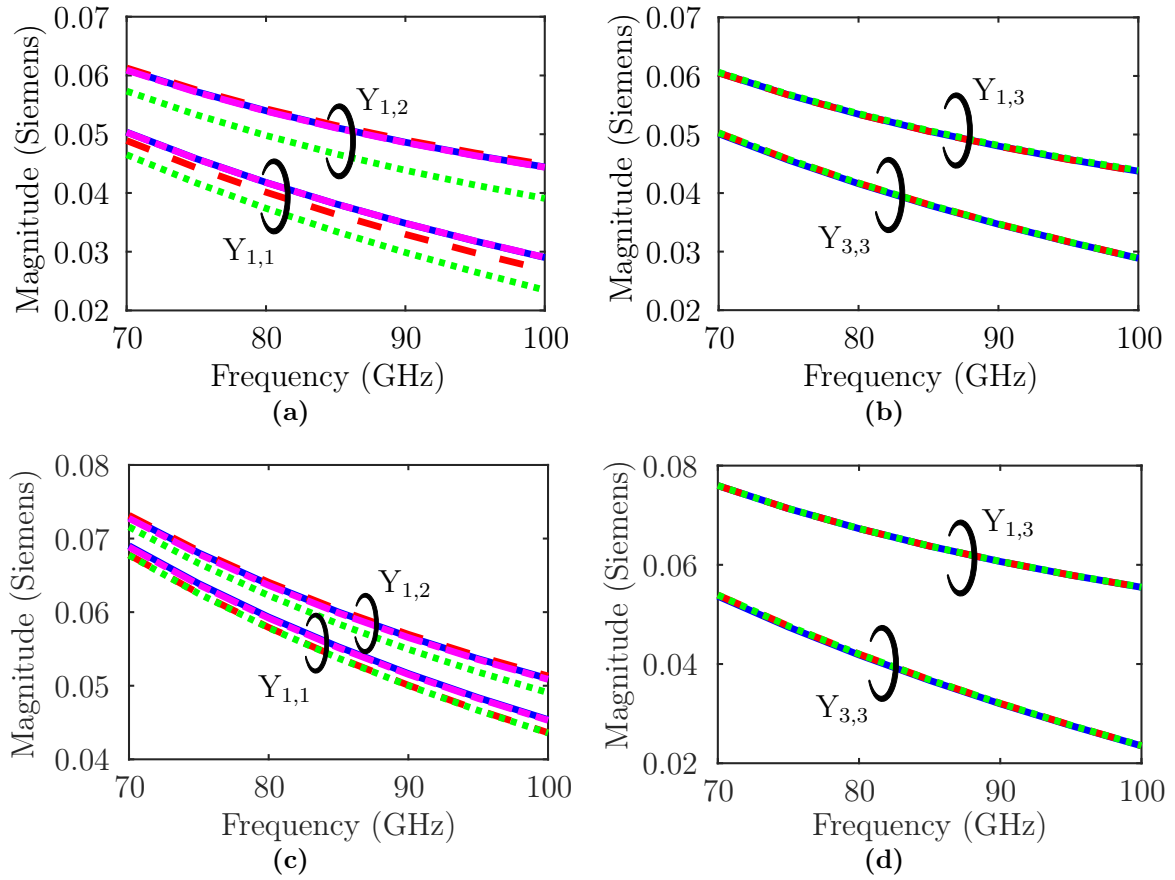 0.07
0.06
0.05
0.04
0.03
0.02
Magnitude (Siemens)
Y1,2
Y1,1
70 80 90 100
Frequency (GHz)
(a)
0.07
0.06
0.05
0.04
0.03
0.02
Magnitude (Siemens)
Y1,3
Y3,3
70 80 90 100
Frequency (GHz)
(b)
0.08
0.07
0.06
0.05
0.04
Magnitude (Siemens)
Y1,2
Y1,1
70 80 90 100
Frequency (GHz)
(c)
0.08
0.06
0.04
0.02
Magnitude (Siemens)
Y1,3
Y3,3
70 80 90 100
Frequency (GHz)
(d)